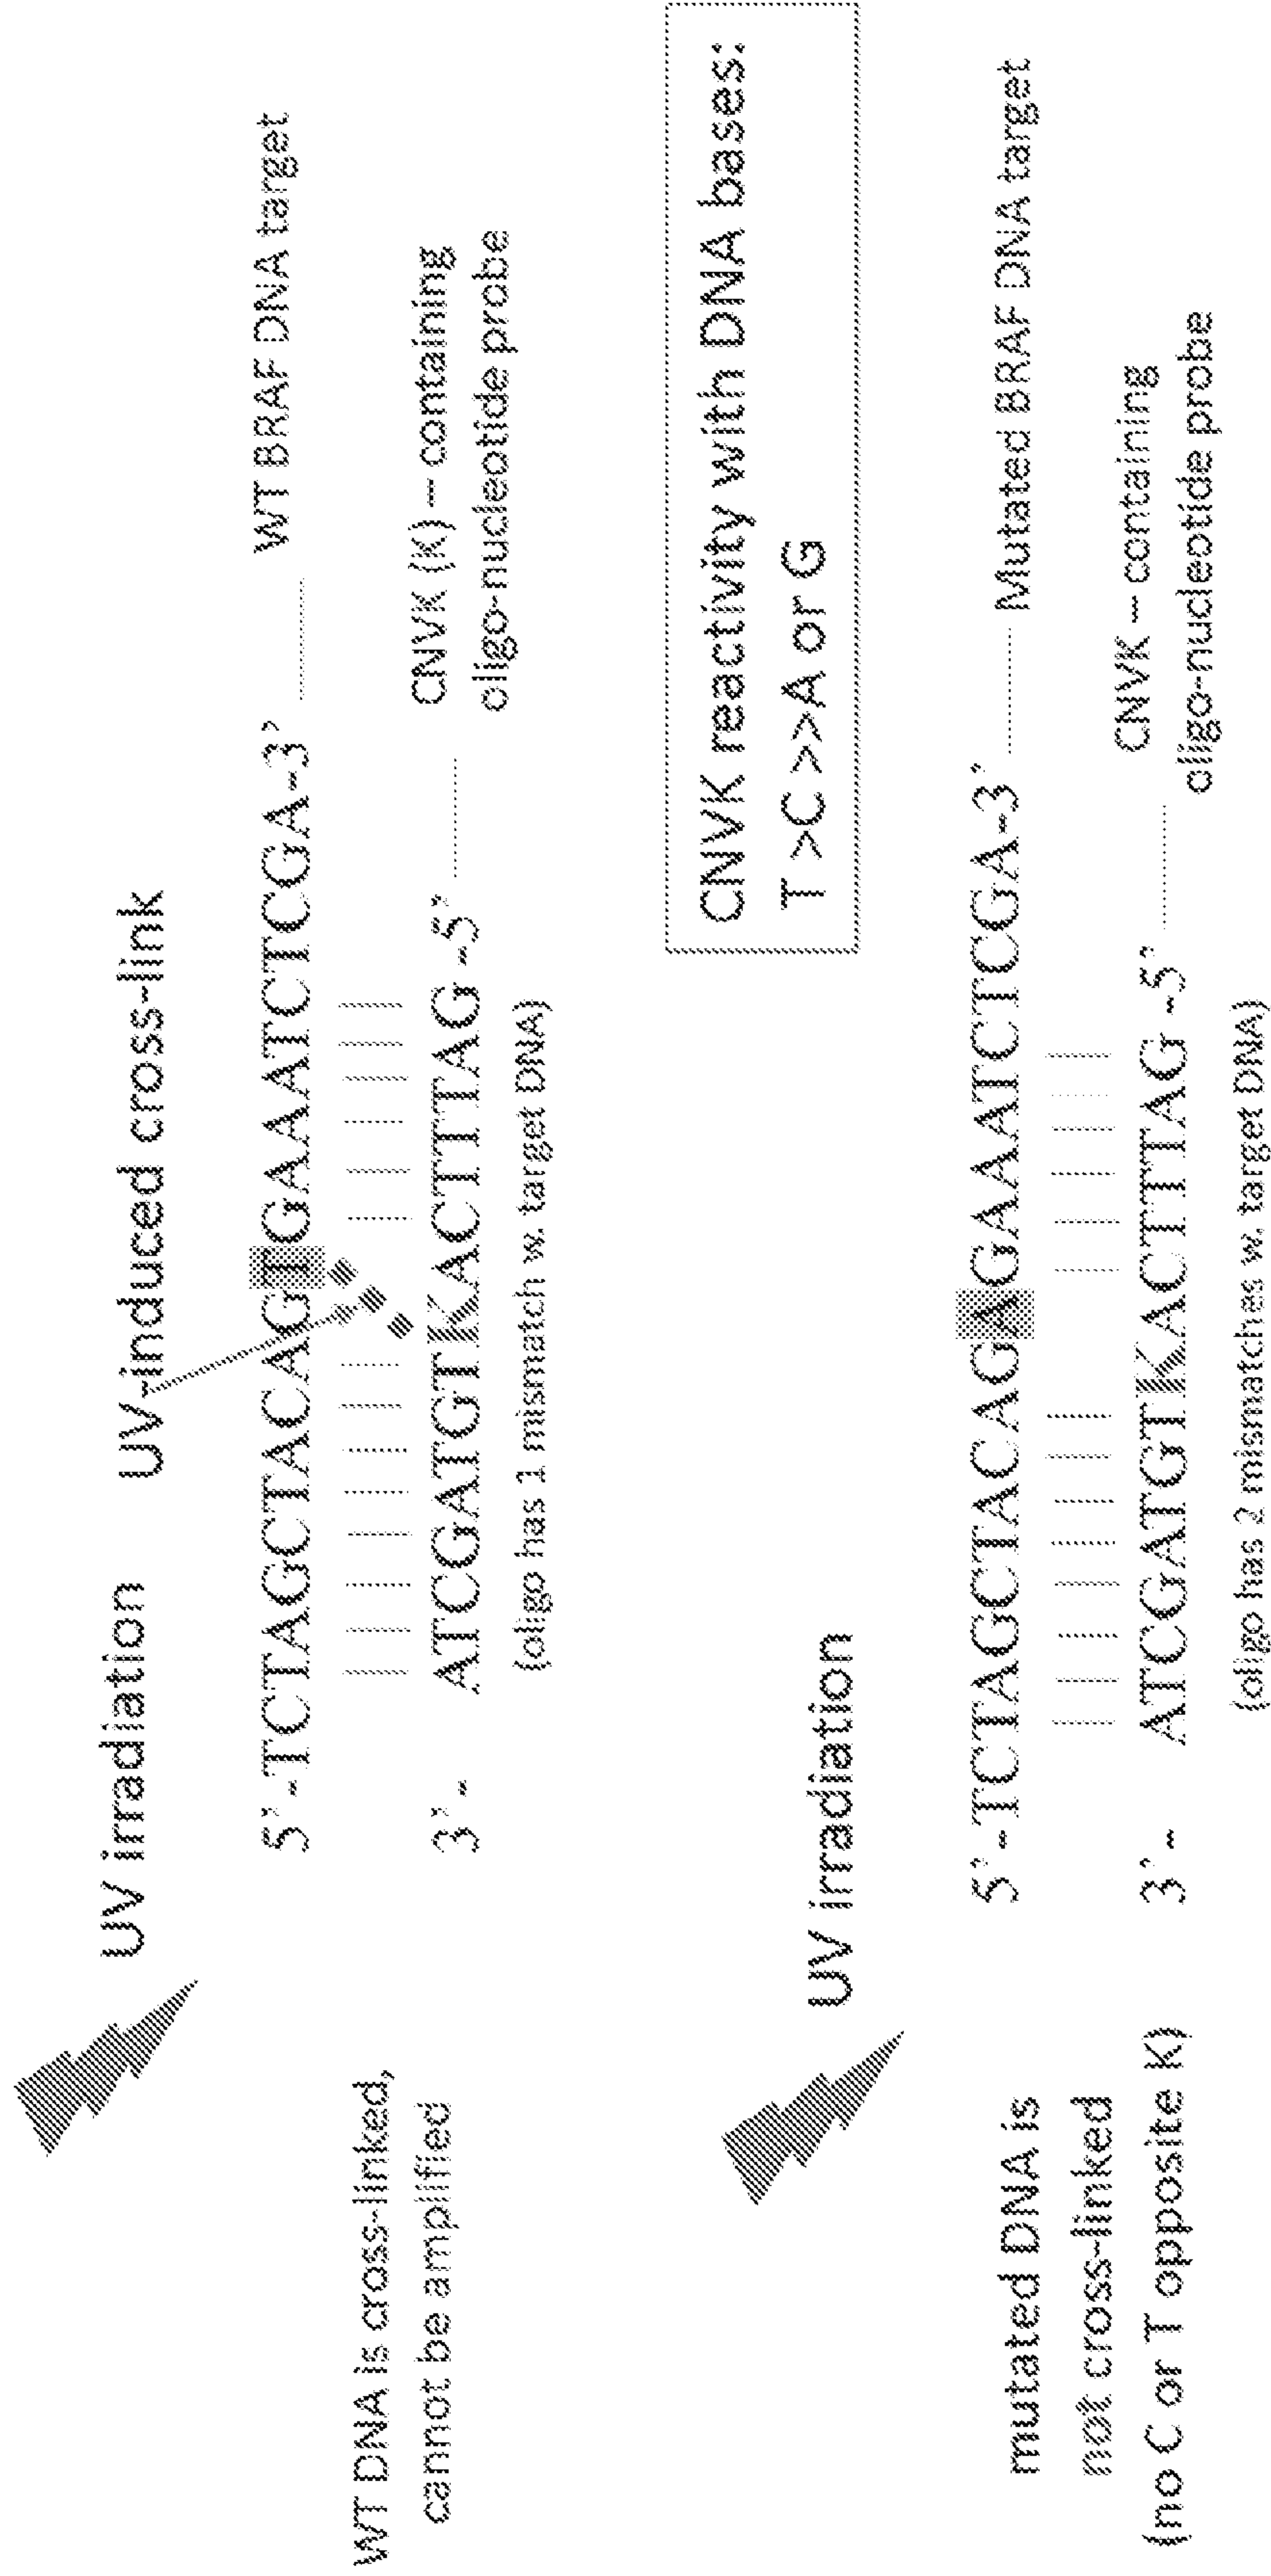 UV irradiation
UV-induced cross-link
WT DNA is cross-linked,
cannot be amplified
5'-TCTAGCTACAGTGAAATCTCGA-3'
WT BRAF DNA target
3'- ATCGATGTKACTTTAG -5'
CNVK (K) – containing
oligo-nucleotide probe
(oligo has 1 mismatch w. target DNA)
CNVK reactivity with DNA bases:
T >C >>>A or G
UV irradiation
mutated DNA is
not cross-linked
(no C or T opposite K)
5'-TCTAGCTACAGAGAAATCTCGA-3'
Mutated BRAF DNA target
3'- ATCGATGTKACTTTAG -5'
CNVK – containing
oligo-nucleotide probe
(oligo has 2 mismatches w. target DNA)